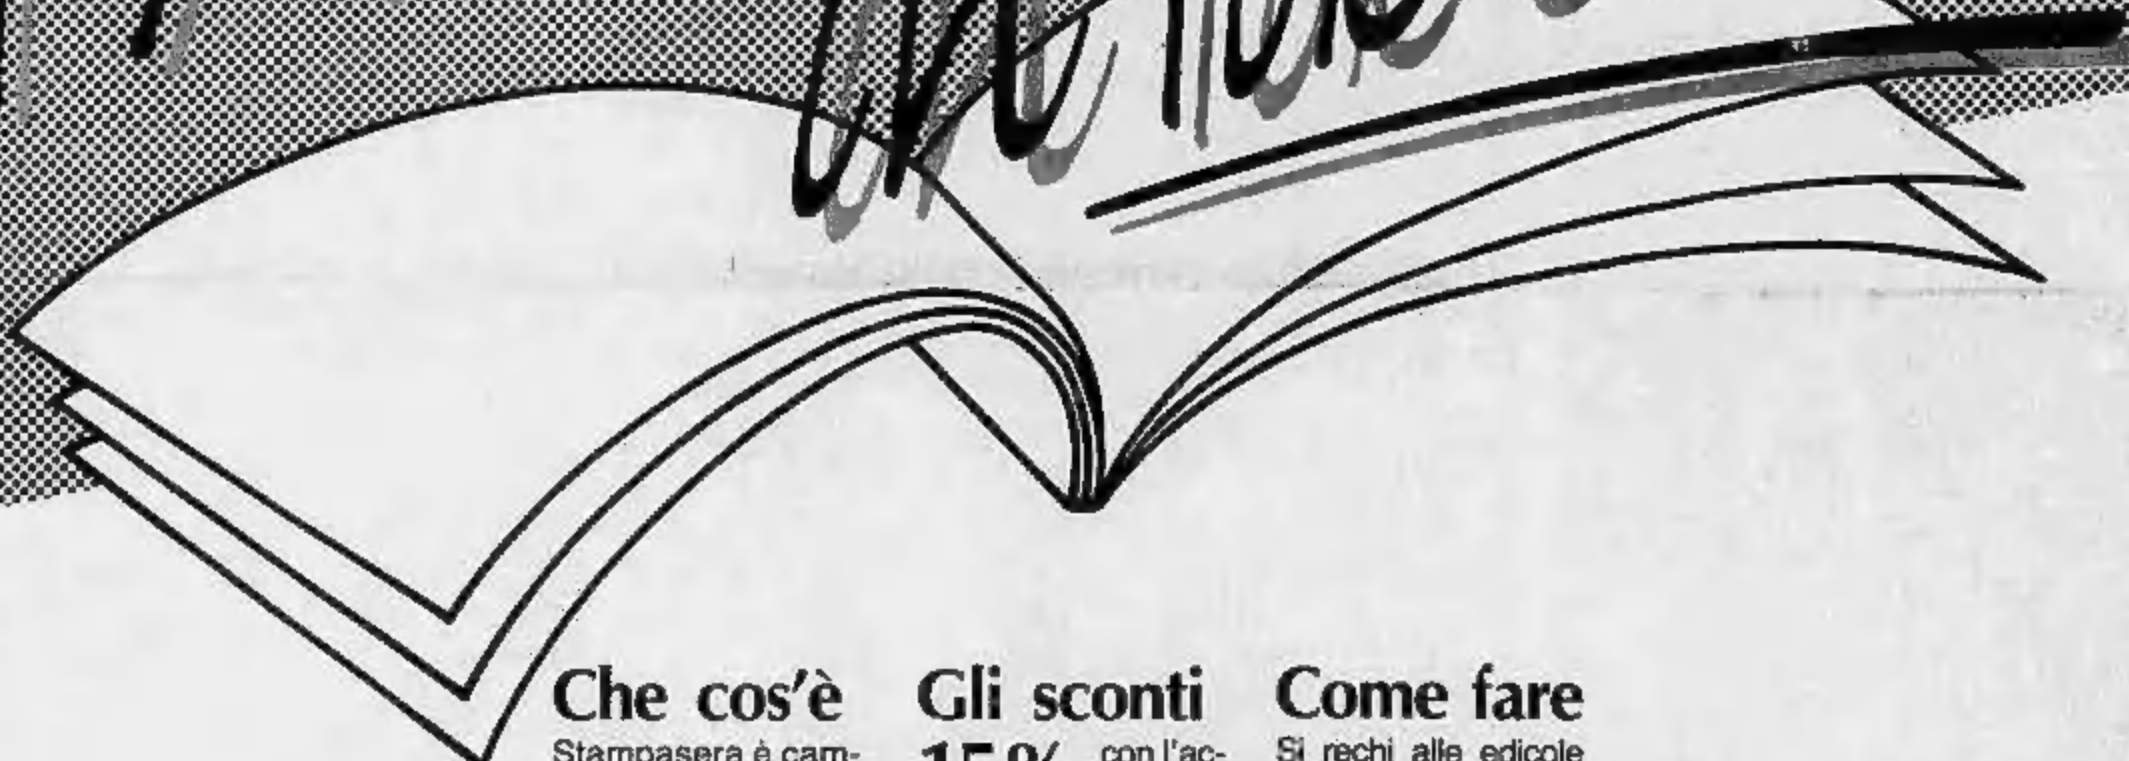 Che cos'è
Stampasera è cam-
Gli sconti
15% con l'ac-
Come fare
Si rechi alle edicole